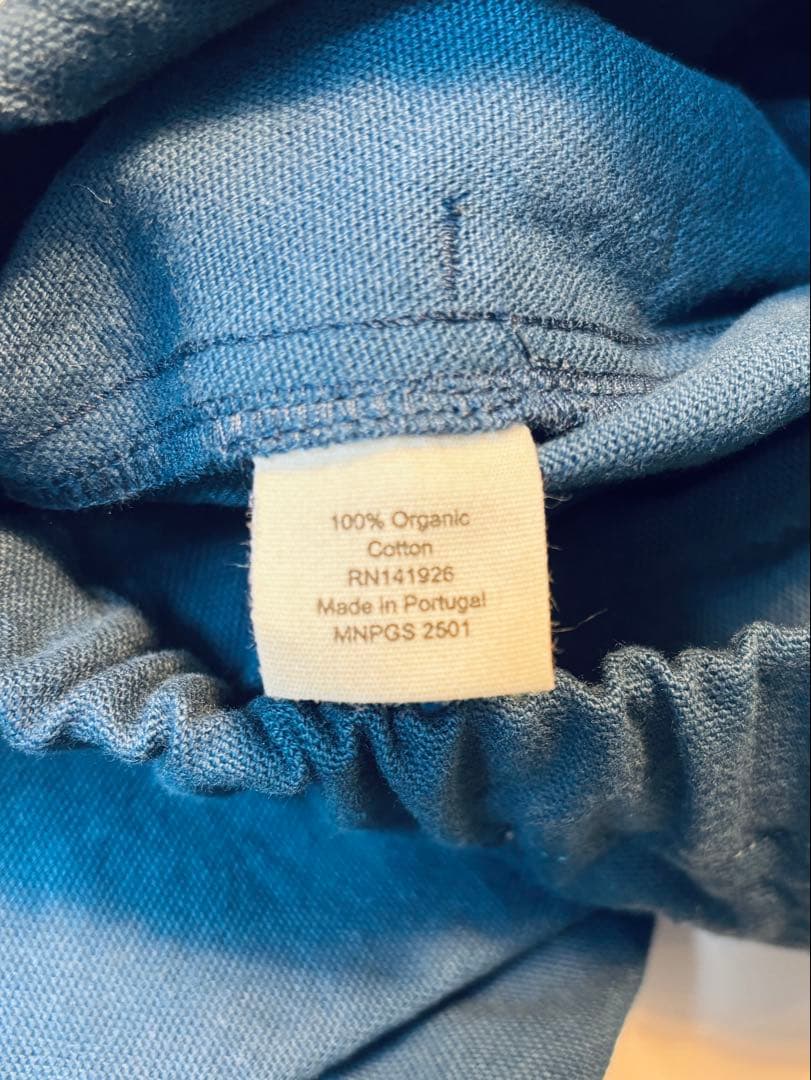 100% Organic
Cotton
RN141926
Made in Portugal
MNPGS 2501